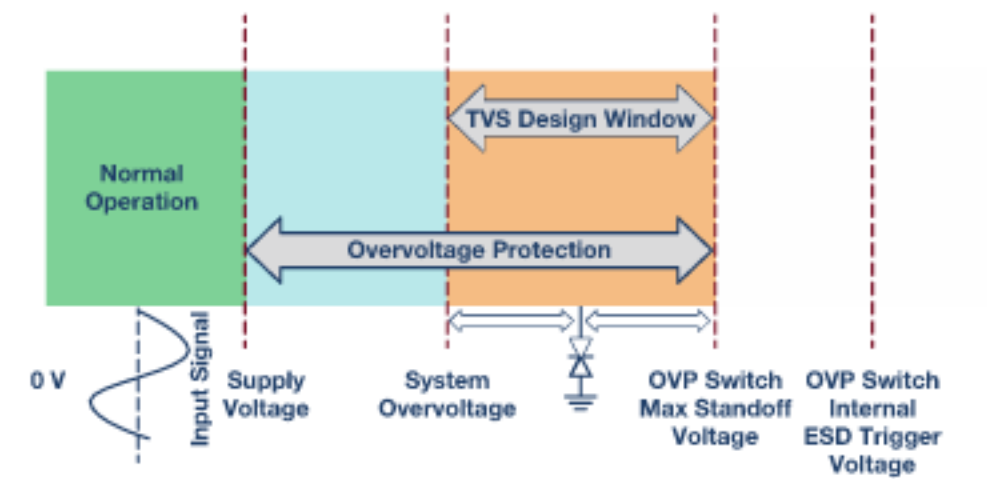 TVS Design Window
Normal
Operation
Overvoltage Protection
Input Signal
0 V
Supply
Voltage
System
Overvoltage
OVP Switch
Max Standoff
Voltage
OVP Switch
Internal
ESD Trigger
Voltage